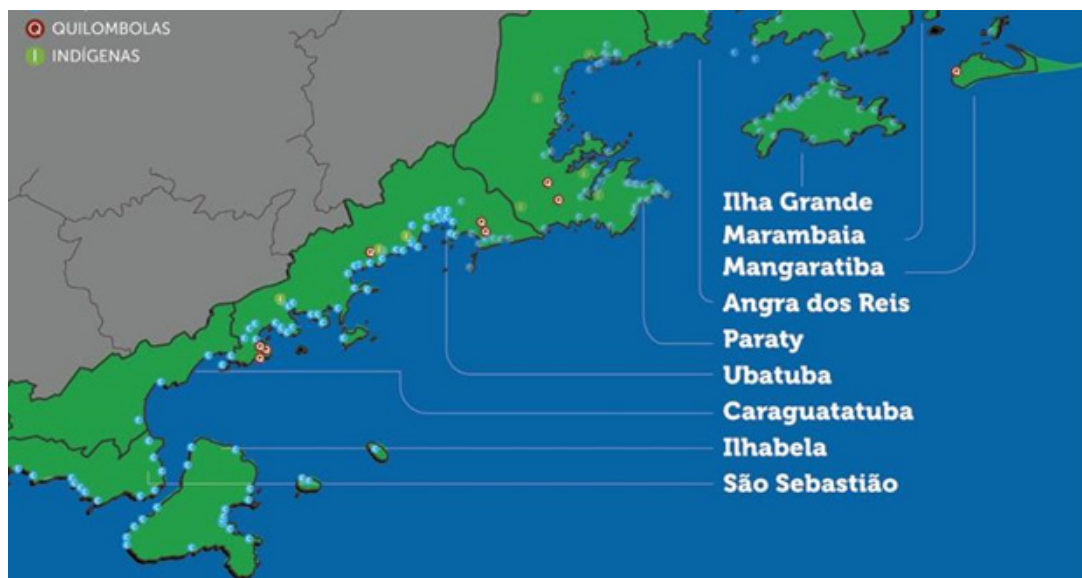 QUILOMBOLAS
INDÍGENAS
Ilha Grande
Marambaia
Mangaratiba
Angra dos Reis
Paraty
Ubatuba
Caraguatatuba
Ilhabela
São Sebastião